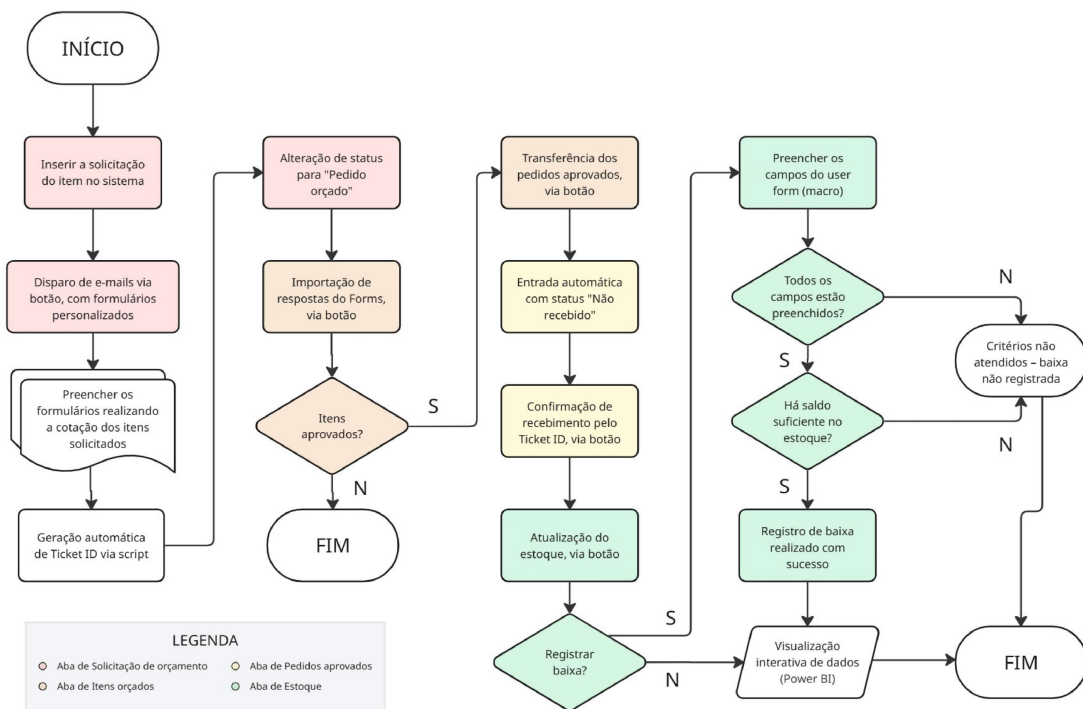 INÍCIO
Inserir a solicitação
do item no sistema
Disparo de e-mails via
botão, com formulários
personalizados
Preencher os
formulários realizando
a cotação dos itens
solicitados
Geração automática
de Ticket ID via script
Alteração de status
para "Pedido
orçado"
Importação de
respostas do Forms,
via botão
Itens
aprovados?
S
N
FIM
Transferência dos
pedidos aprovados,
via botão
Entrada automática
com status "Não
recebido"
Confirmação de
recebimento pelo
Ticket ID, via botão
Atualização do
estoque, via botão
Registrar
baixa?
S
N
Preencher os
campos do user
form (macro)
Todos os
campos estão
preenchidos?
N
S
Há saldo
suficiente no
estoque?
N
S
Critérios não
atendidos – baixa
não registrada
Registro de baixa
realizado com
sucesso
Visualização
interativa de dados
(Power BI)
FIM
LEGENDA
Aba de Solicitação de orçamento
Aba de Pedidos aprovados
Aba de Itens orçados
Aba de Estoque